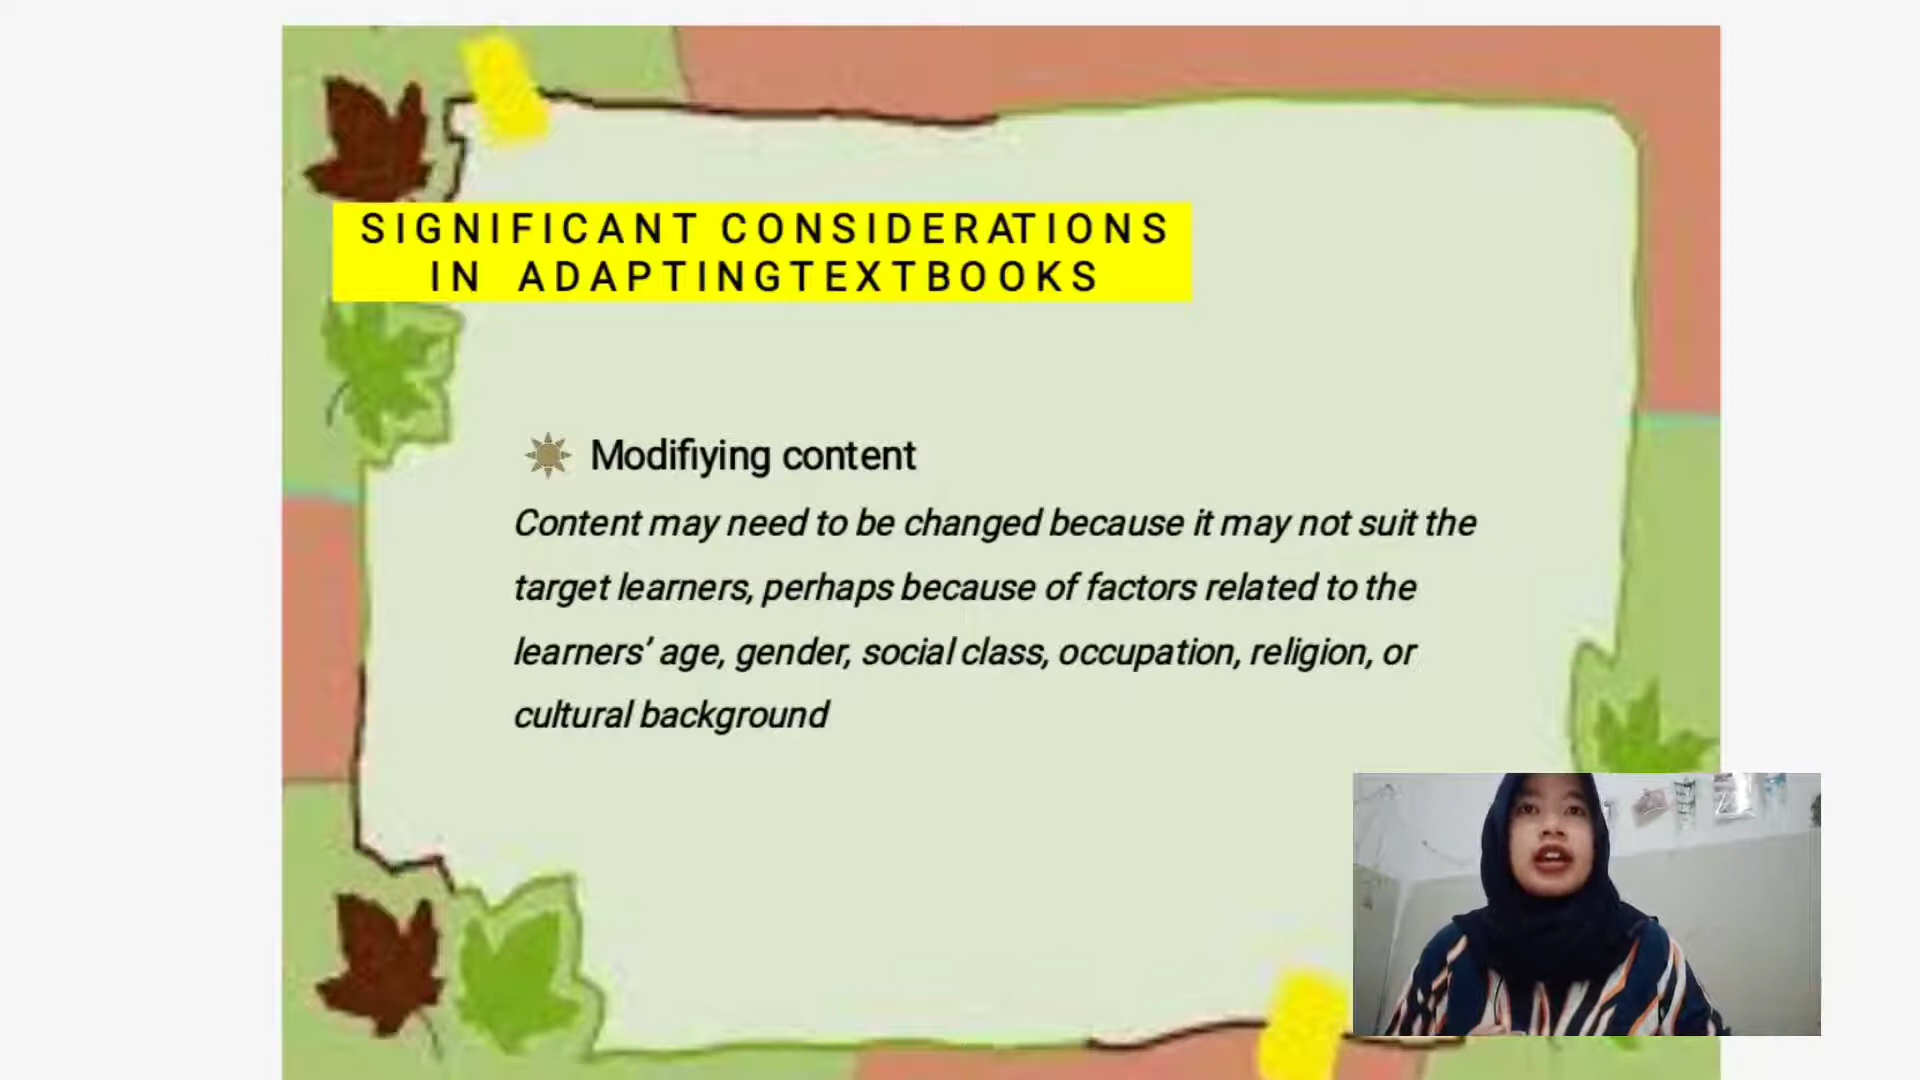 SIGNIFICANT CONSIDERATIONS
IN ADAPTINGTEXTBOOKS
Modifiying content
Content may need to be changed because it may not suit the
target learners, perhaps because of factors related to the
learners’ age, gender, social class, occupation, religion, or
cultural background